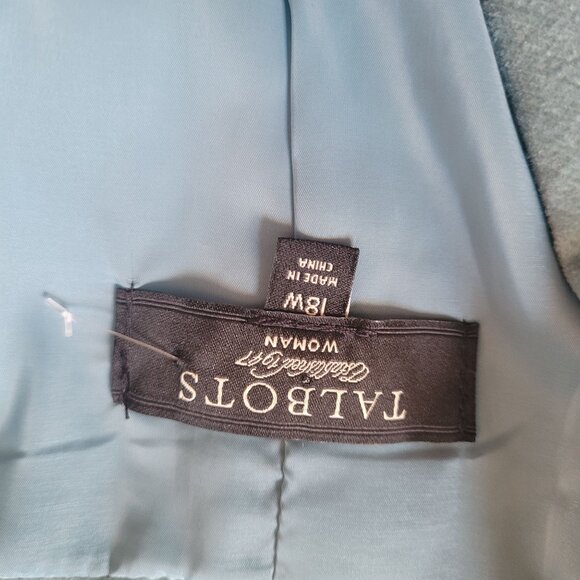 TALBOTS
Established 1947
WOMAN
18W
MADE IN
CHINA